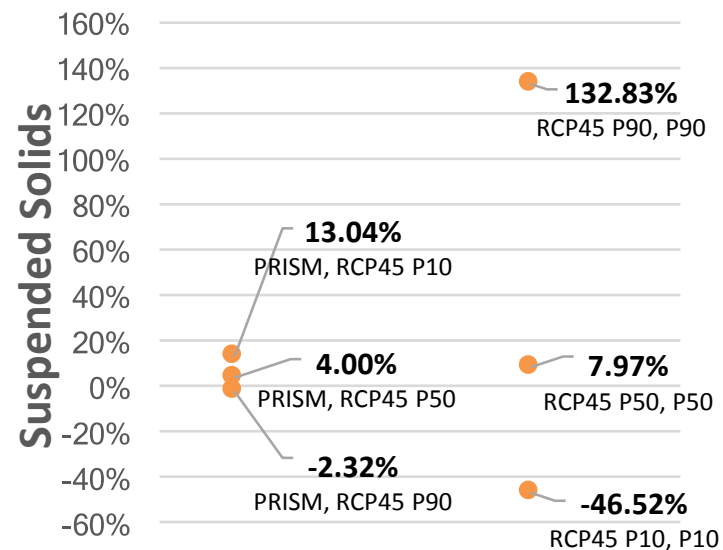 Suspended Solids
160%
140%
120%
100%
80%
60%
40%
20%
0%
-20%
-40%
-60%
132.83%
RCP45 P90, P90
13.04%
PRISM, RCP45 P10
4.00%
PRISM, RCP45 P50
7.97%
RCP45 P50, P50
-2.32%
PRISM, RCP45 P90
-46.52%
RCP45 P10, P10